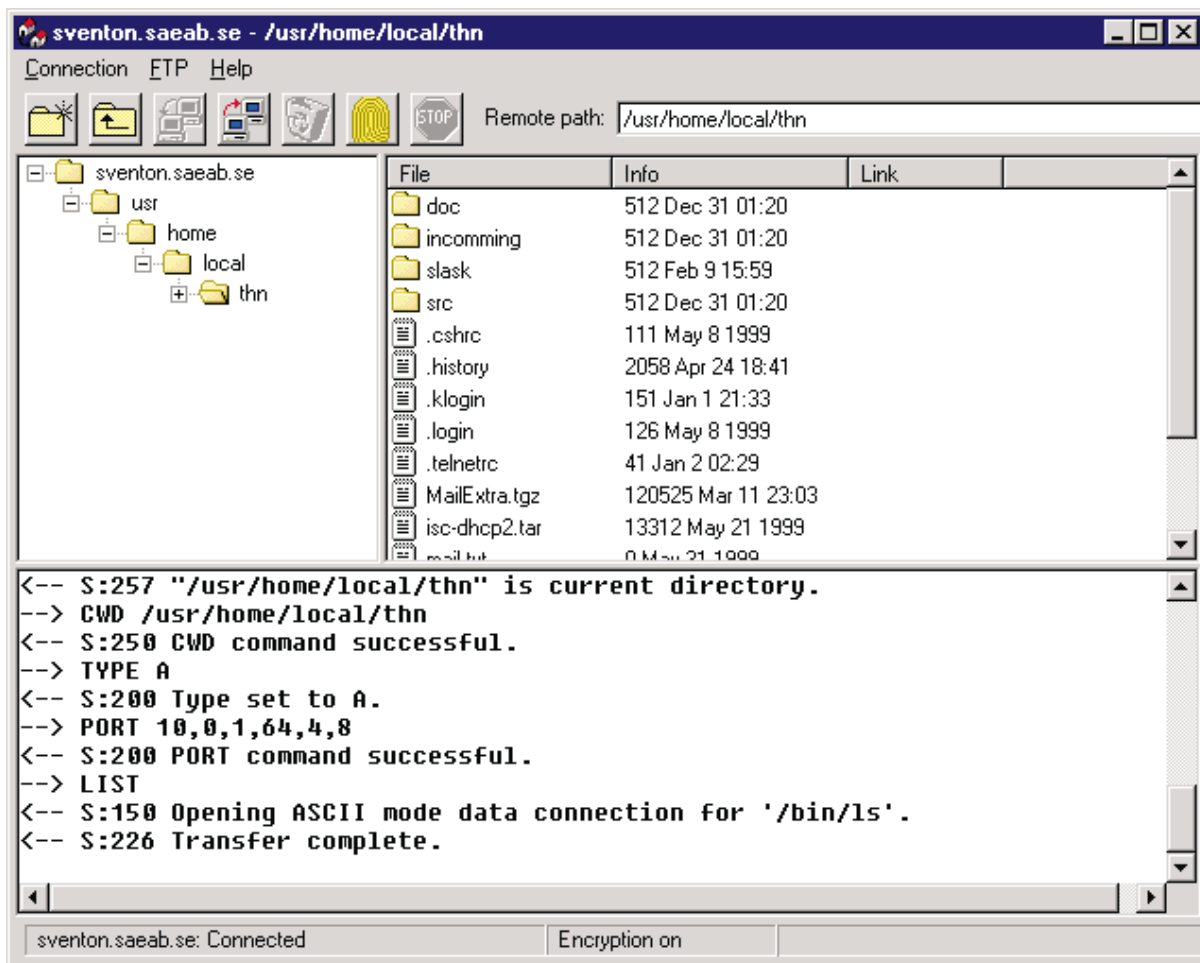 sventon.saeab.se - /usr/home/local/thn
Connection FTP Help
STOP Remote path: /usr/home/local/thn
sventon.saeab.se
usr
home
local
thn
File Info Link
doc 512 Dec 31 01:20
incomming 512 Dec 31 01:20
slask 512 Feb 9 15:59
src 512 Dec 31 01:20
.cshrc 111 May 8 1999
.history 2058 Apr 24 18:41
.klogin 151 Jan 1 21:33
.login 126 May 8 1999
.telnetrc 41 Jan 2 02:29
MailExtra.tgz 120525 Mar 11 23:03
isc-dhcp2.tar 13312 May 21 1999
mail.txt 0 May 21 1999
<-- S:257 "/usr/home/local/thn" is current directory.
--> CWD /usr/home/local/thn
<-- S:250 CWD command successful.
--> TYPE A
<-- S:200 Type set to A.
--> PORT 10,0,1,64,4,8
<-- S:200 PORT command successful.
--> LIST
<-- S:150 Opening ASCII mode data connection for '/bin/ls'.
<-- S:226 Transfer complete.
sventon.saeab.se: Connected Encryption on